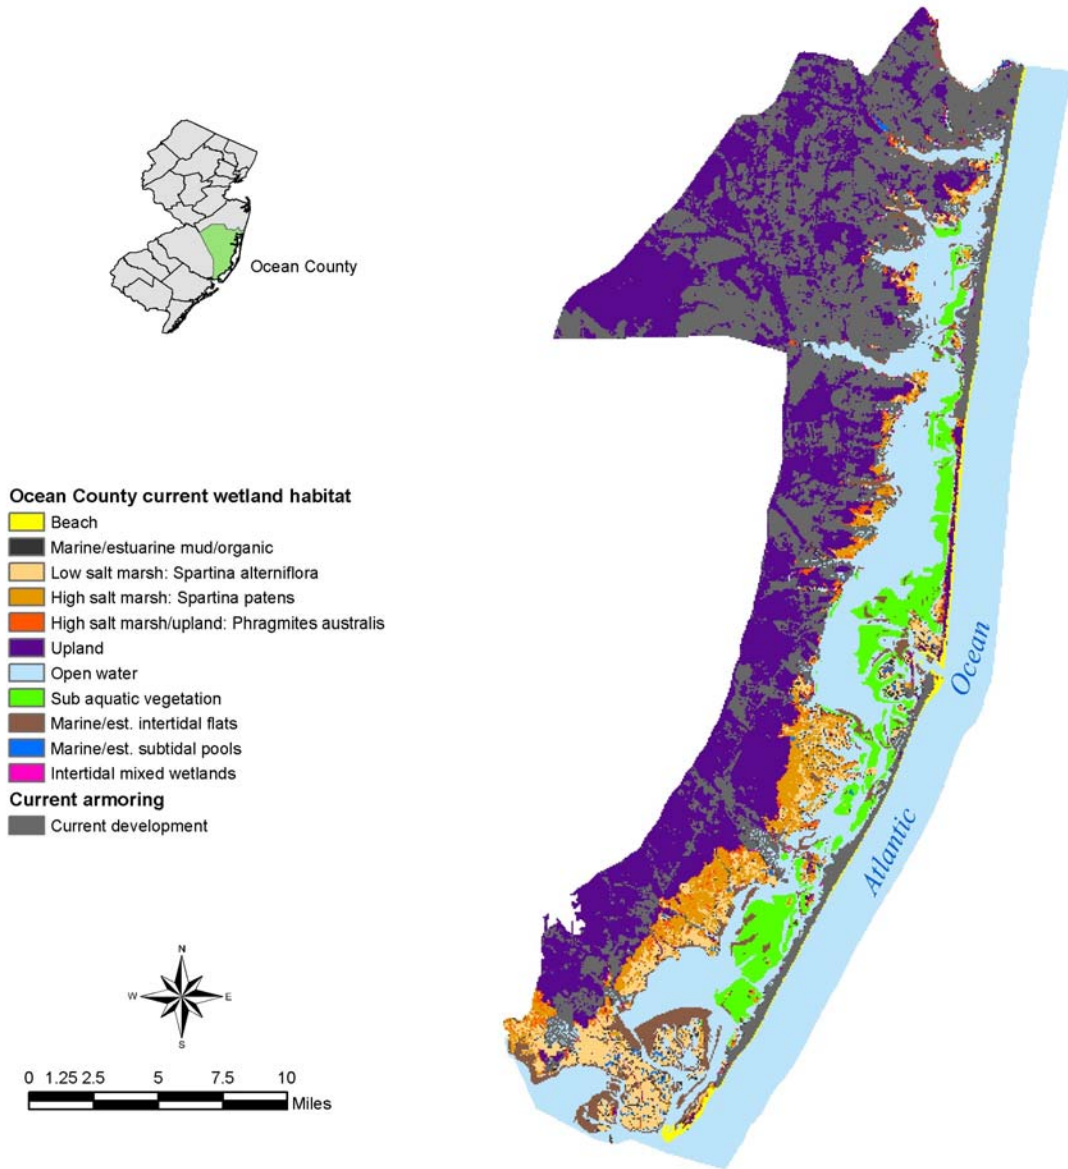 Ocean County
Ocean County current wetland habitat
Beach
Marine/estuarine mud/organic
Low salt marsh: Spartina alterniflora
High salt marsh: Spartina patens
High salt marsh/upland: Phragmites australis
Upland
Open water
Sub aquatic vegetation
Marine/est. intertidal flats
Marine/est. subtidal pools
Intertidal mixed wetlands
Current armoring
Current development
Atlantic Ocean
N
W E
S
0 1.25 2.5 5 7.5 10
Miles